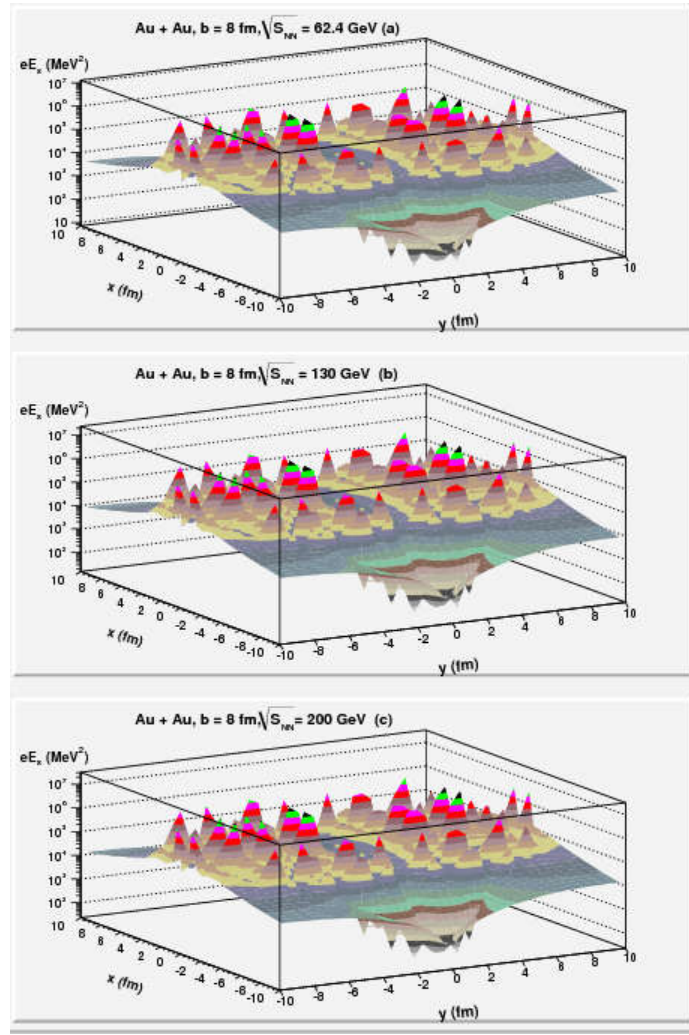 Au + Au, b = 8 fm, √S_NN = 62.4 GeV (a)
eE_x (MeV²)
10⁷
10⁶
10⁵
10⁴
10³
10²
10
10 8 6 4 2 0 -2 -4 -6 -8 -10
x (fm)
-10 -8 -6 -4 -2 0 2 4 6 8 10
y (fm)
Au + Au, b = 8 fm, √S_NN = 130 GeV (b)
eE_x (MeV²)
10⁷
10⁶
10⁵
10⁴
10³
10²
10 8 6 4 2 0 -2 -4 -6 -8 -10
x (fm)
-10 -8 -6 -4 -2 0 2 4 6 8 10
y (fm)
Au + Au, b = 8 fm, √S_NN = 200 GeV (c)
eE_x (MeV²)
10⁷
10⁶
10⁵
10⁴
10³
10²
10 8 6 4 2 0 -2 -4 -6 -8 -10
x (fm)
-10 -8 -6 -4 -2 0 2 4 6 8 10
y (fm)